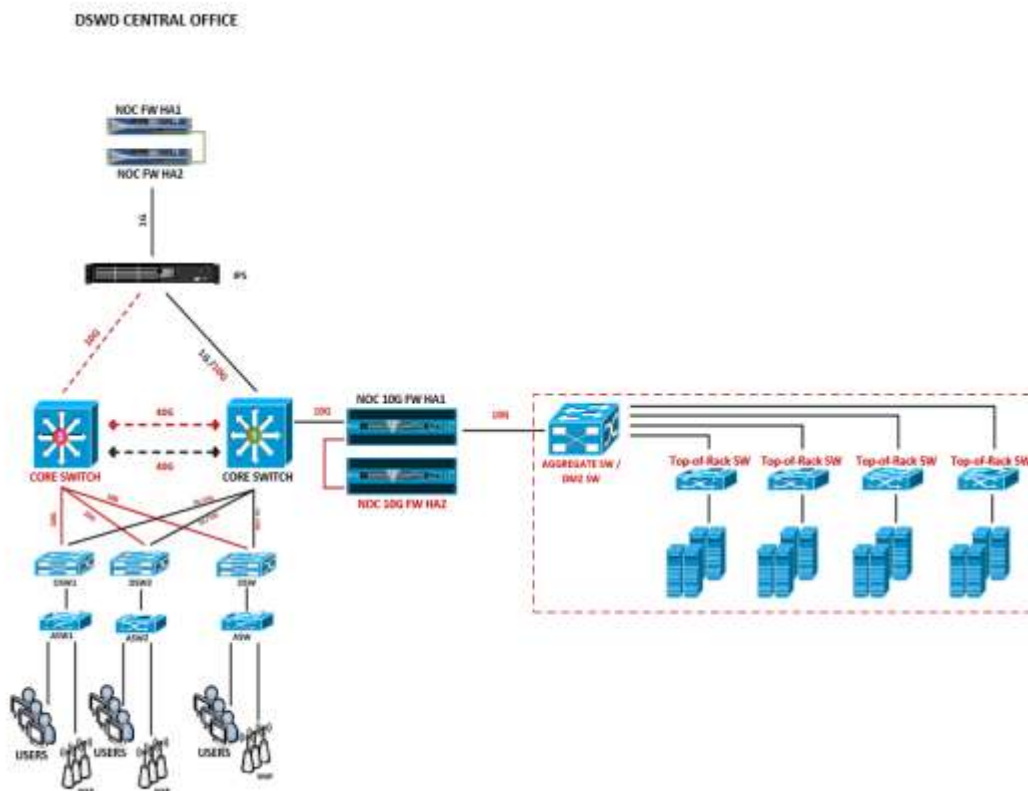 DSWD CENTRAL OFFICE
NOC FW HA1
NOC FW HA2
1G
IPS
10G
1G /10G
40G
40G
CORE SWITCH
CORE SWITCH
10G
NOC 10G FW HA1
NOC 10G FW HA2
10G
AGGREGATE SW /
DMZ SW
Top-of-Rack SW
Top-of-Rack SW
Top-of-Rack SW
Top-of-Rack SW
DSW1
DSW2
DSW
ASW1
ASW2
ASW
USERS
USERS
USERS